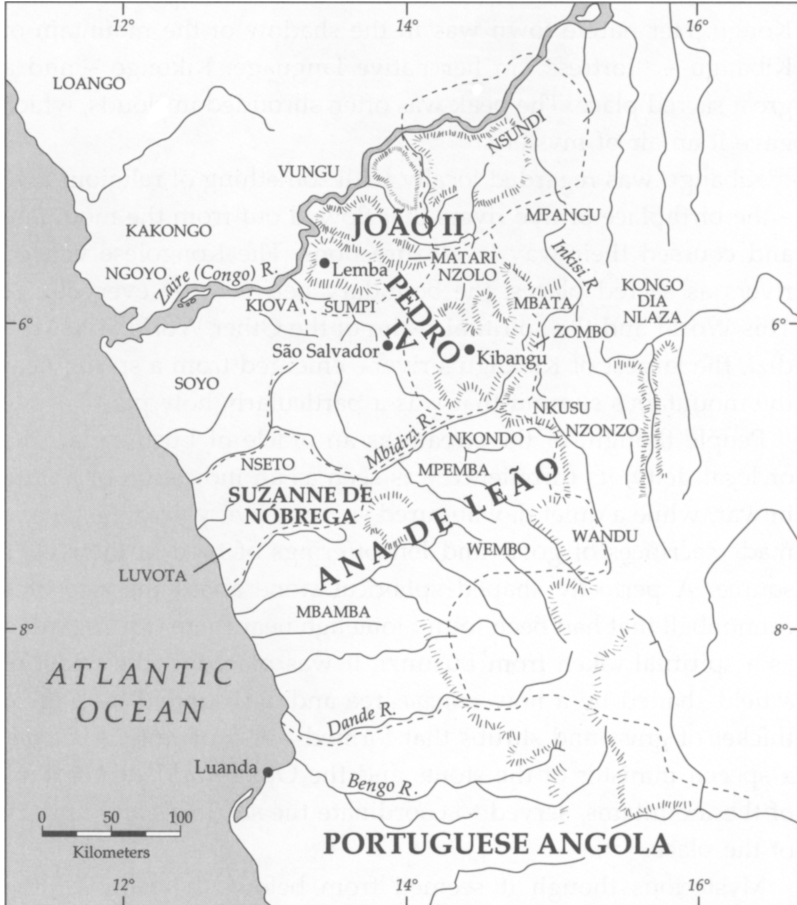 12° 14° 16°
LOANGO
NSUNDI
VUNGU
MPANGU
JOÃO II
KAKONGO
MATARI
NZOLO
Inkisi R.
NGOYO
Zaire (Congo) R.
Lemba
KONGO
DIA
NLAZA
PEDRO IV
MBATA
KIOVA
SUMPI
6° 6°
ZOMBO
São Salvador
Kibangu
SOYO
NKUSU
Mbidizi R.
NKONDO
NZONZO
NSETO
MPEMBA
SUZANNE DE
NÓBREGA
ANA DE LEÃO
WANDU
WEMBO
LUVOTA
MBAMBA
8° 8°
ATLANTIC
OCEAN
Dande R.
Luanda
Bengo R.
0 50 100
Kilometers
PORTUGUESE ANGOLA
12° 14° 16°